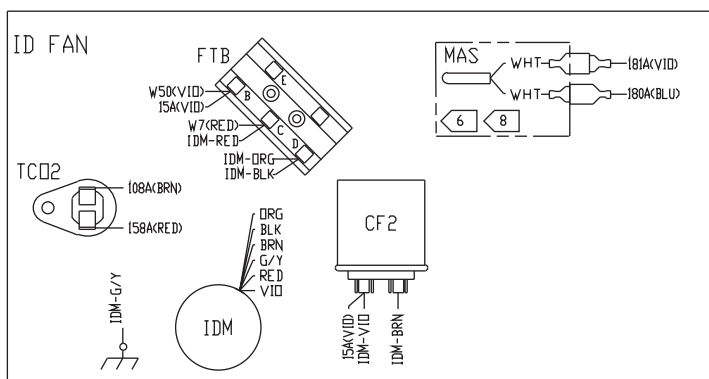 ID FAN
FTB
E
W50(VIO)
15A(VIO)
B
W7(RED)
IDM-RED
C
D
IDM-ORG
IDM-BLK
MAS
WHT
181A(VIO)
WHT
180A(BLU)
6
8
TCO2
108A(BRN)
158A(RED)
IDM-G/Y
ORG
BLK
BRN
G/Y
RED
VIO
IDM
CF2
15A(VIO)
IDM-VIO
IDM-BRN